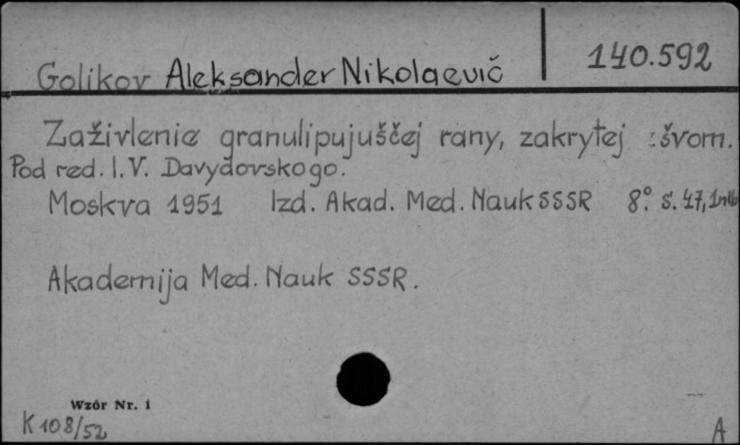 140.592
Golikov Aleksander Nikolaevič
Zaživlenie granulipujuščej rany, zakrytej švom.
Pod red. I.V. Davydovskogo.
Moskva 1951 Izd. Akad. Med. Nauk SSSR 8° s. 47,
Akademija Med. Nauk SSSR.
Wzór Nr. 1
K 108/52
A